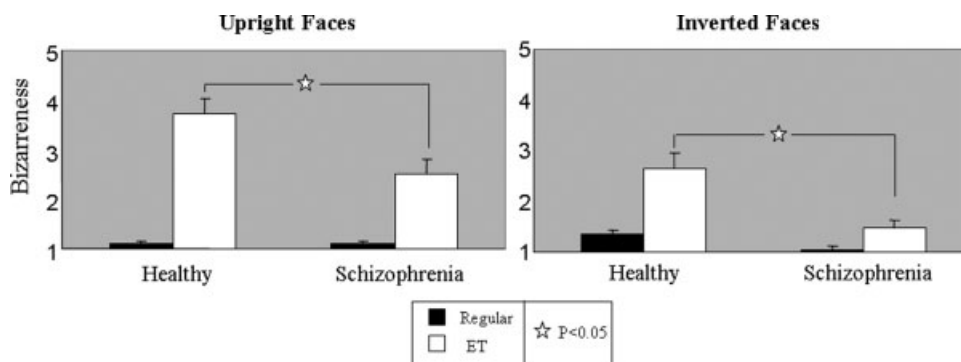 Upright Faces
Inverted Faces
Bizarreness
5
4
3
2
1
Healthy
Schizophrenia
5
4
3
2
1
Healthy
Schizophrenia
Regular
ET
P<0.05